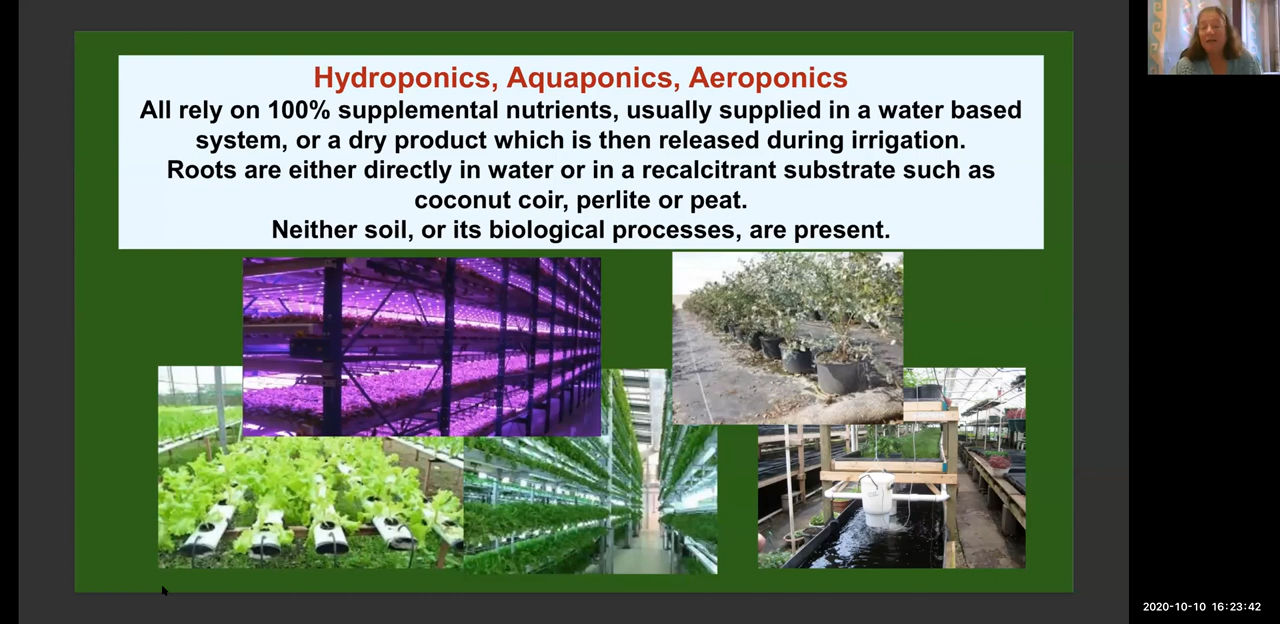 Hydroponics, Aquaponics, Aeroponics
All rely on 100% supplemental nutrients, usually supplied in a water based
system, or a dry product which is then released during irrigation.
Roots are either directly in water or in a recalcitrant substrate such as
coconut coir, perlite or peat.
Neither soil, or its biological processes, are present.
2020-10-10 16:23:42